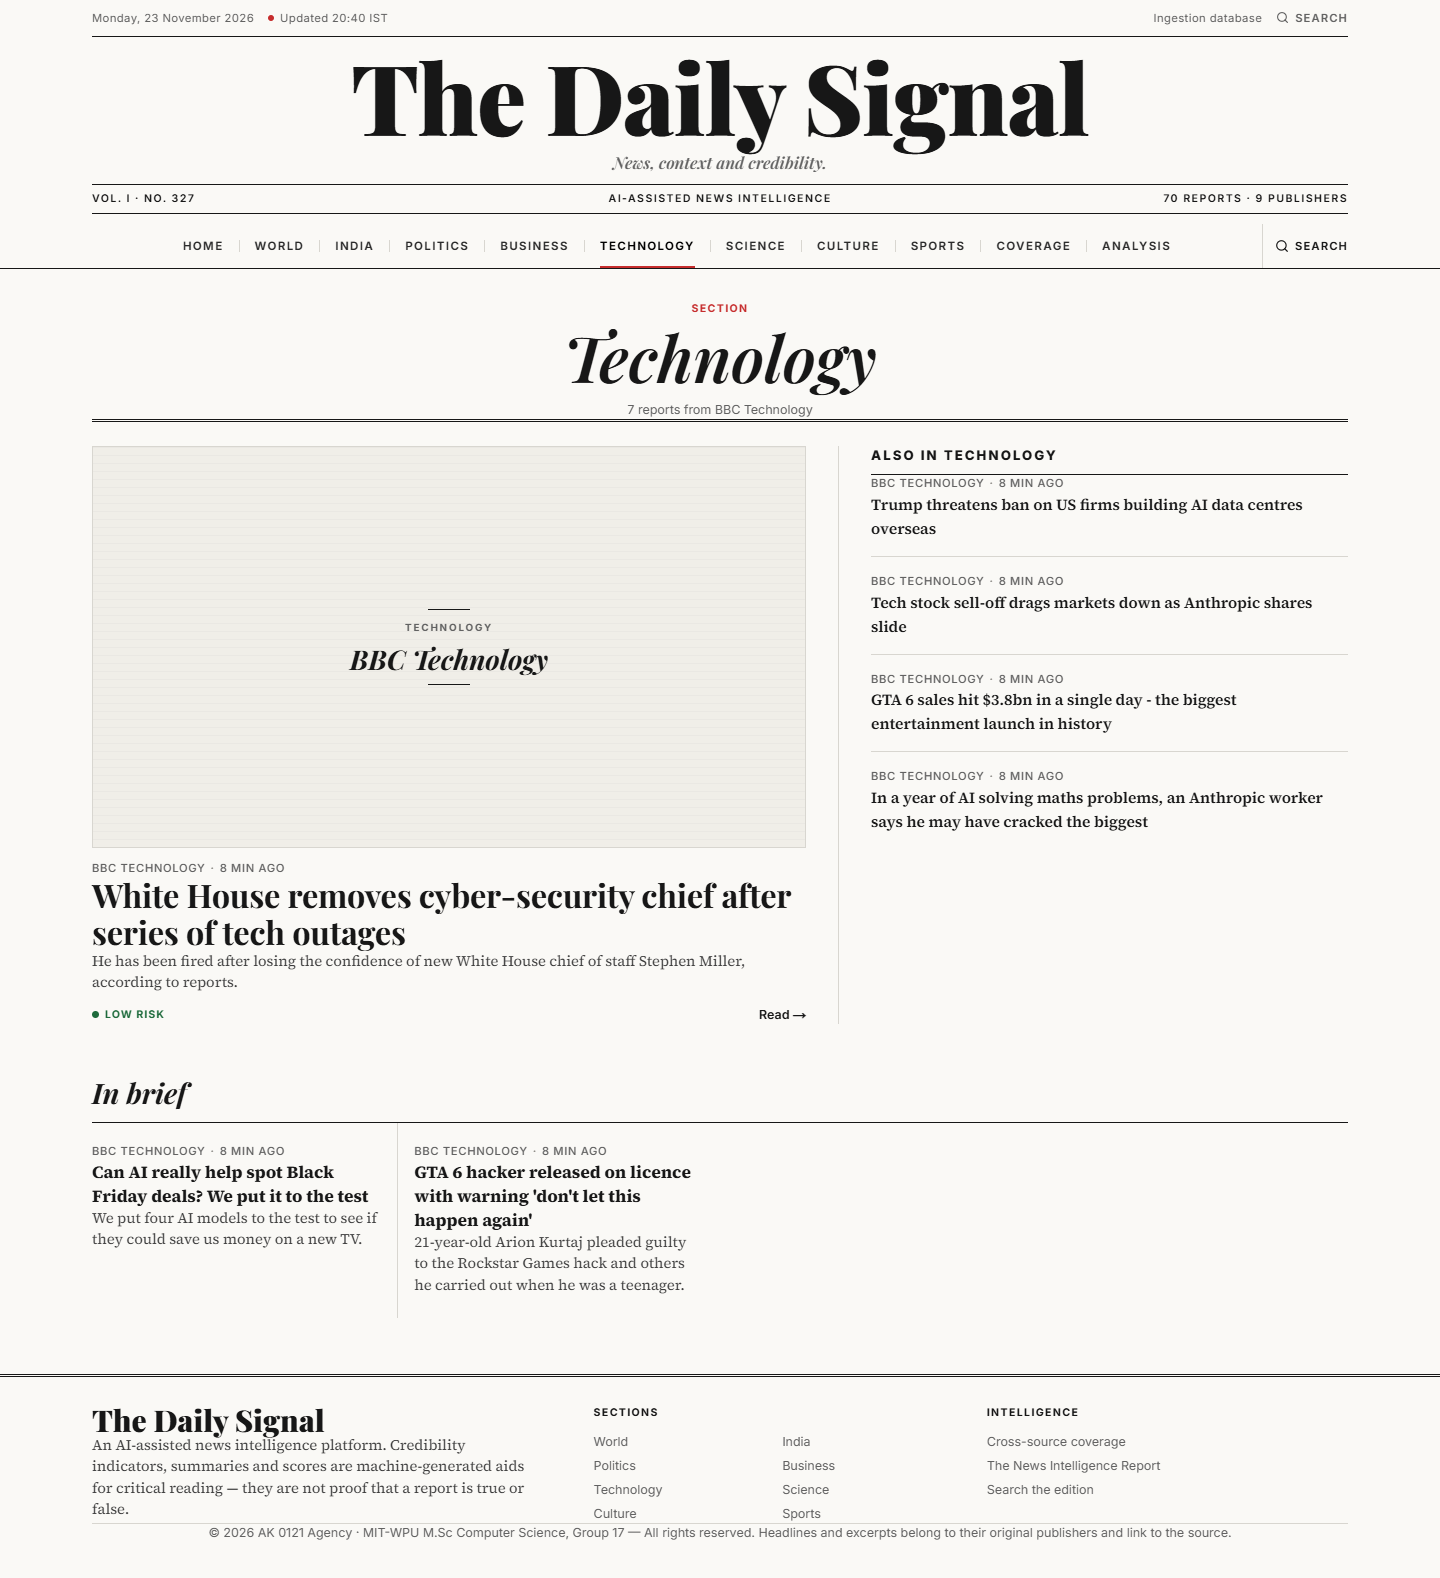 Monday, 23 November 2026 Updated 20:40 IST
Ingestion database SEARCH
The Daily Signal
News, context and credibility.
VOL. I · NO. 327
AI-ASSISTED NEWS INTELLIGENCE
70 REPORTS · 9 PUBLISHERS
HOME WORLD INDIA POLITICS BUSINESS TECHNOLOGY SCIENCE CULTURE SPORTS COVERAGE ANALYSIS SEARCH
SECTION
Technology
7 reports from BBC Technology
TECHNOLOGY
BBC Technology
BBC TECHNOLOGY · 8 MIN AGO
White House removes cyber-security chief after
series of tech outages
He has been fired after losing the confidence of new White House chief of staff Stephen Miller,
according to reports.
LOW RISK
Read →
ALSO IN TECHNOLOGY
BBC TECHNOLOGY · 8 MIN AGO
Trump threatens ban on US firms building AI data centres
overseas
BBC TECHNOLOGY · 8 MIN AGO
Tech stock sell-off drags markets down as Anthropic shares
slide
BBC TECHNOLOGY · 8 MIN AGO
GTA 6 sales hit $3.8bn in a single day - the biggest
entertainment launch in history
BBC TECHNOLOGY · 8 MIN AGO
In a year of AI solving maths problems, an Anthropic worker
says he may have cracked the biggest
In brief
BBC TECHNOLOGY · 8 MIN AGO
Can AI really help spot Black
Friday deals? We put it to the test
We put four AI models to the test to see if
they could save us money on a new TV.
BBC TECHNOLOGY · 8 MIN AGO
GTA 6 hacker released on licence
with warning 'don't let this
happen again'
21-year-old Arion Kurtaj pleaded guilty
to the Rockstar Games hack and others
he carried out when he was a teenager.
The Daily Signal
An AI-assisted news intelligence platform. Credibility
indicators, summaries and scores are machine-generated aids
for critical reading — they are not proof that a report is true or
false.
SECTIONS
World India
Politics Business
Technology Science
Culture Sports
INTELLIGENCE
Cross-source coverage
The News Intelligence Report
Search the edition
© 2026 AK 0121 Agency · MIT-WPU M.Sc Computer Science, Group 17 — All rights reserved. Headlines and excerpts belong to their original publishers and link to the source.